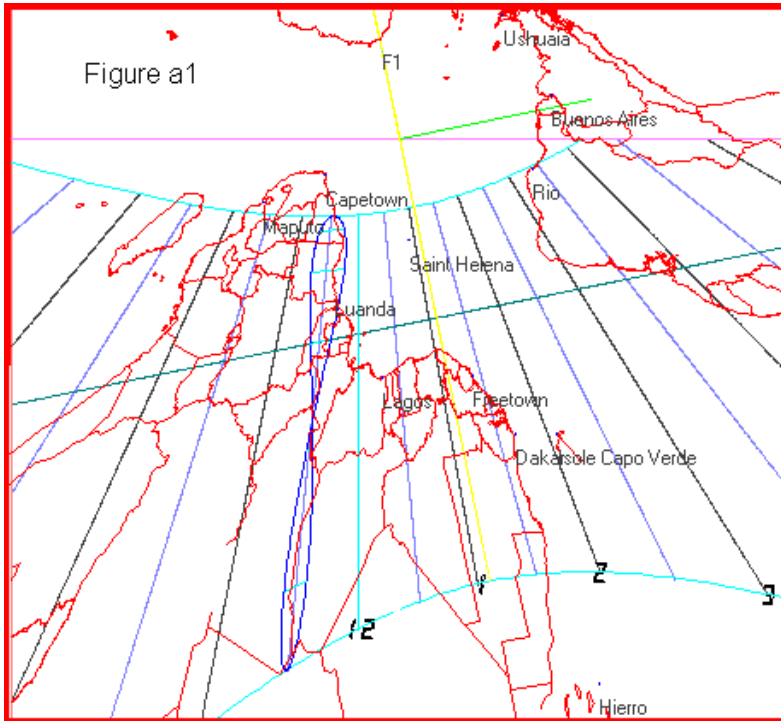 Ushuaia
F1
Figure a1
Buenos Aires
Rio
Capetown
Maputo
Saint Helena
Luanda
Lagos
Freetown
Dakarsole Capo Verde
1
2
3
12
Hierro